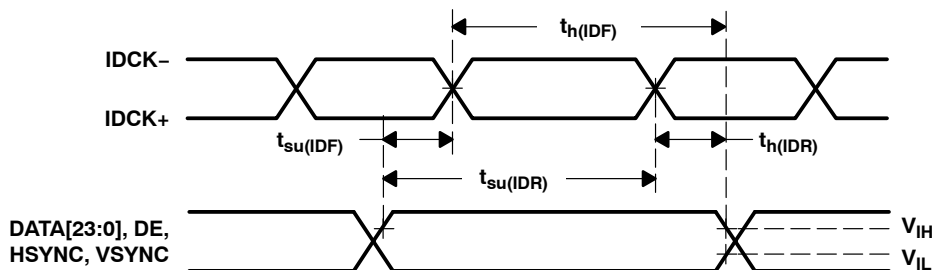 t_h(IDF)
IDCK−
IDCK+
t_su(IDF)
t_h(IDR)
t_su(IDR)
DATA[23:0], DE,
HSYNC, VSYNC
V_IH
V_IL